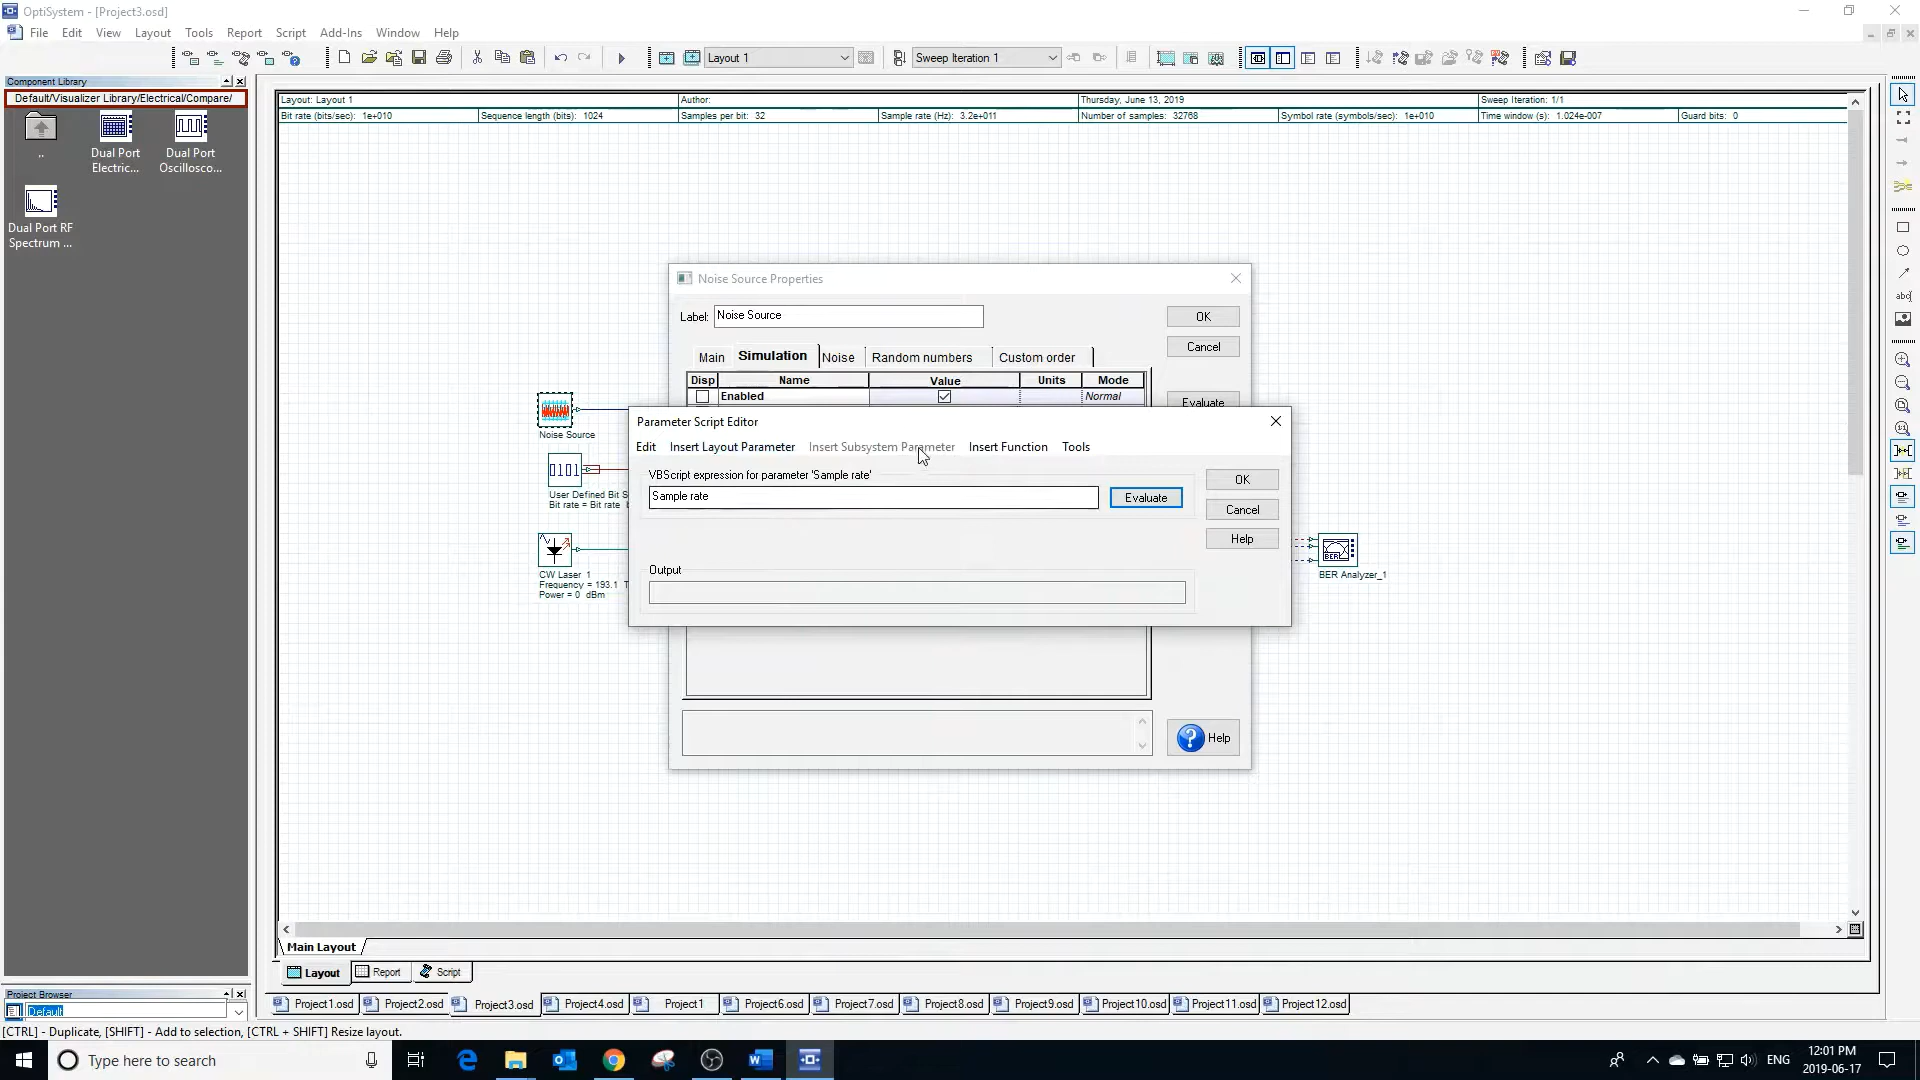 OptiSystem - [Project3.osd]
File Edit View Layout Tools Report Script Add-Ins Window Help
Layout 1
Sweep Iteration 1
Component Library
Default/Visualizer Library/Electrical/Compare/
..
Dual Port Electric...
Dual Port Oscillosco...
Dual Port RF Spectrum ...
Layout: Layout 1 Author: Thursday, June 13, 2019 Sweep Iteration: 1/1
Bit rate (bits/sec): 1e+010 Sequence length (bits): 1024 Samples per bit: 32 Sample rate (Hz): 3.2e+011 Number of samples: 32768 Symbol rate (symbols/sec): 1e+010 Time window (s): 1.024e-007 Guard bits: 0
Noise Source Properties
Label: Noise Source
OK
Cancel
Main Simulation Noise Random numbers Custom order
Disp Name Value Units Mode
Enabled Normal
Evaluate
Parameter Script Editor
Edit Insert Layout Parameter Insert Subsystem Parameter Insert Function Tools
VBScript expression for parameter 'Sample rate'
Sample rate
Evaluate
OK
Cancel
Help
Output
Help
Noise Source
0101
User Defined Bit S
Bit rate = Bit rate
CW Laser 1
Frequency = 193.1 T
Power = 0 dBm
BER
BER Analyzer_1
abc
Main Layout
Layout Report Script
Project1.osd Project2.osd Project3.osd Project4.osd Project1 Project6.osd Project7.osd Project8.osd Project9.osd Project10.osd Project11.osd Project12.osd
Project Browser
Default
[CTRL] - Duplicate, [SHIFT] - Add to selection, [CTRL + SHIFT] Resize layout.
Type here to search
ENG
12:01 PM
2019-06-17